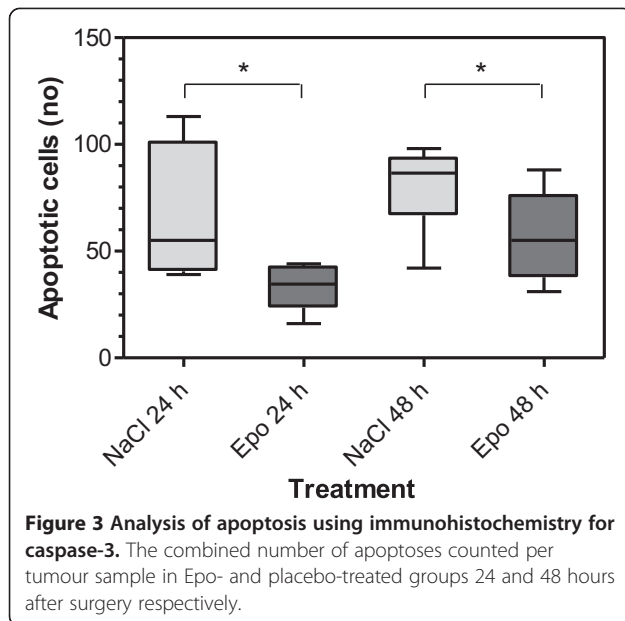 150
100
50
0
Apoptotic cells (no)
*
*
NaCl 24 h
Epo 24 h
NaCl 48 h
Epo 48 h
Treatment
Figure 3 Analysis of apoptosis using immunohistochemistry for
caspase-3. The combined number of apoptoses counted per
tumour sample in Epo- and placebo-treated groups 24 and 48 hours
after surgery respectively.